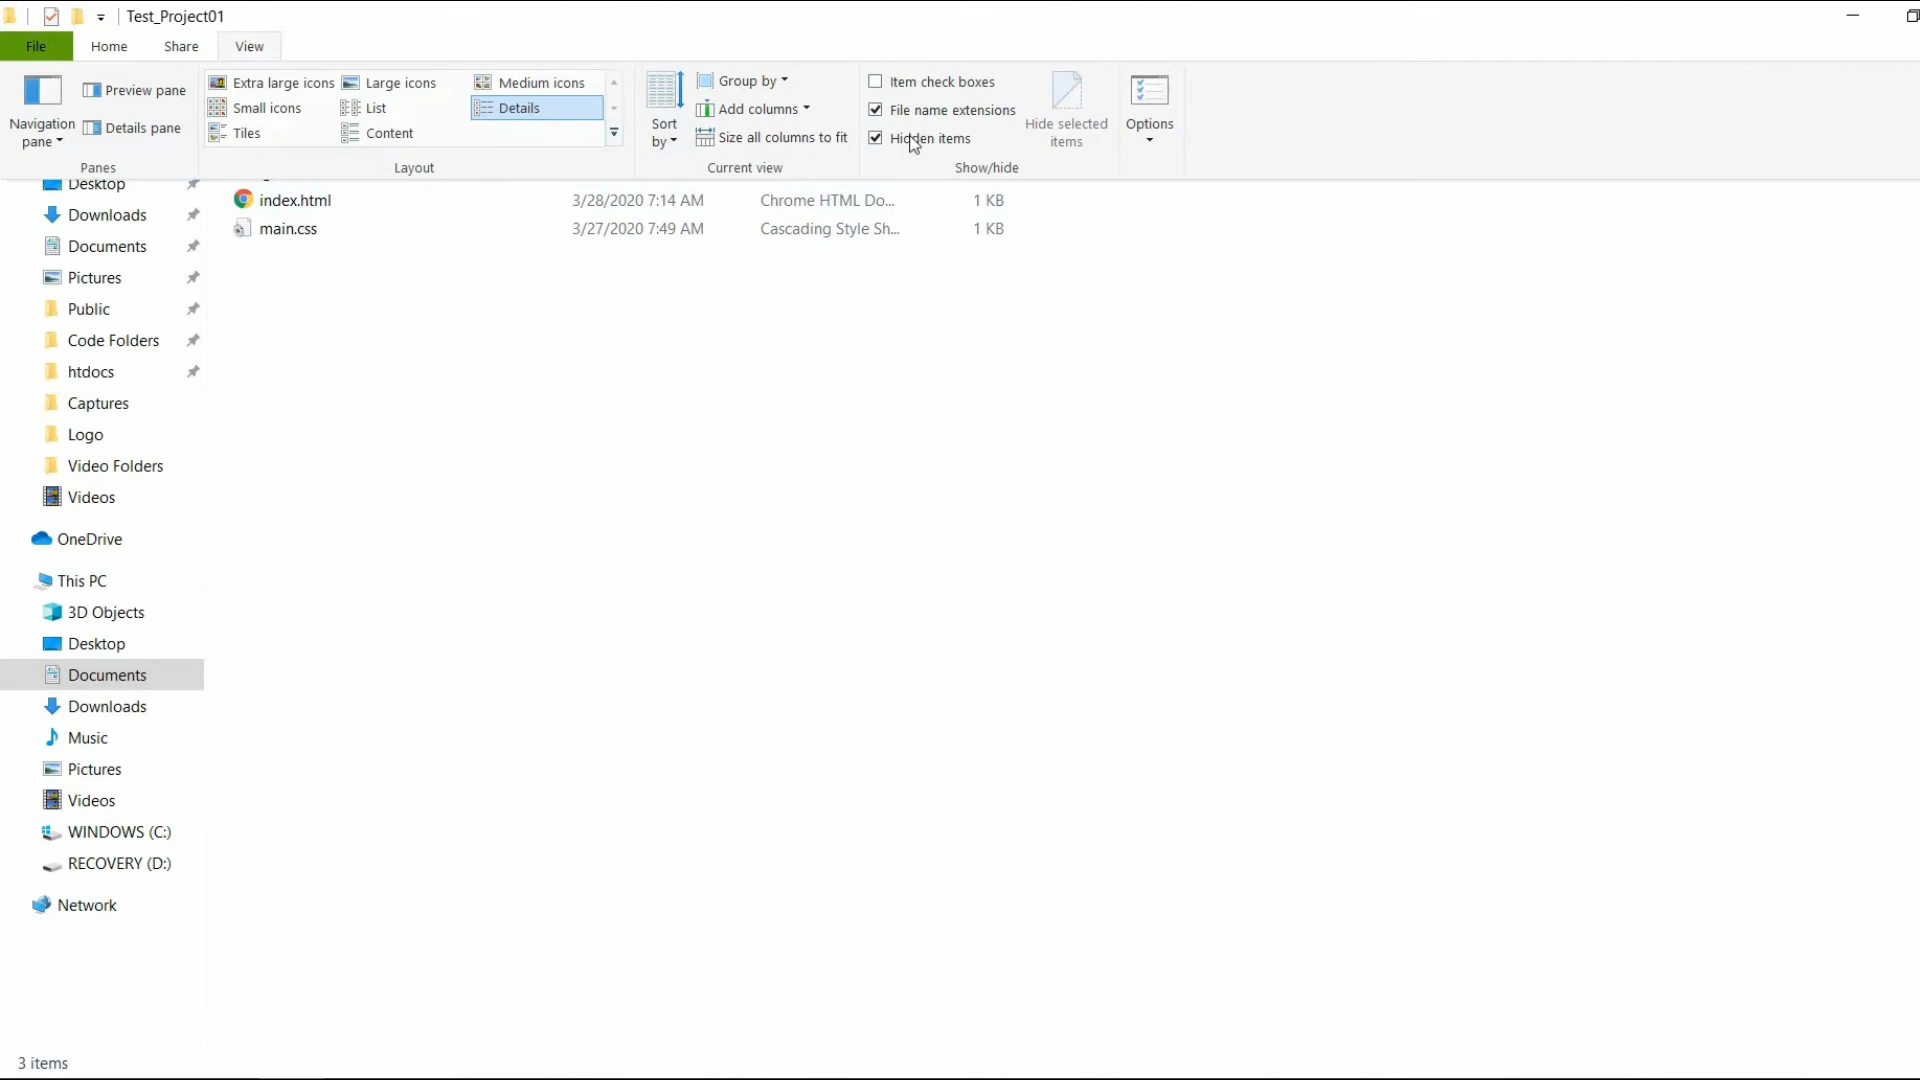 Test_Project01
File Home Share View
Navigation pane
Preview pane
Details pane
Panes
Extra large icons Large icons Medium icons
Small icons List Details
Tiles Content
Layout
Sort by
Group by
Add columns
Size all columns to fit
Current view
Item check boxes
File name extensions
Hidden items
Hide selected items
Show/hide
Options
Desktop
Downloads
Documents
Pictures
Public
Code Folders
htdocs
Captures
Logo
Video Folders
Videos
OneDrive
This PC
3D Objects
Desktop
Documents
Downloads
Music
Pictures
Videos
WINDOWS (C:)
RECOVERY (D:)
Network
index.html 3/28/2020 7:14 AM Chrome HTML Do... 1 KB
main.css 3/27/2020 7:49 AM Cascading Style Sh... 1 KB
3 items